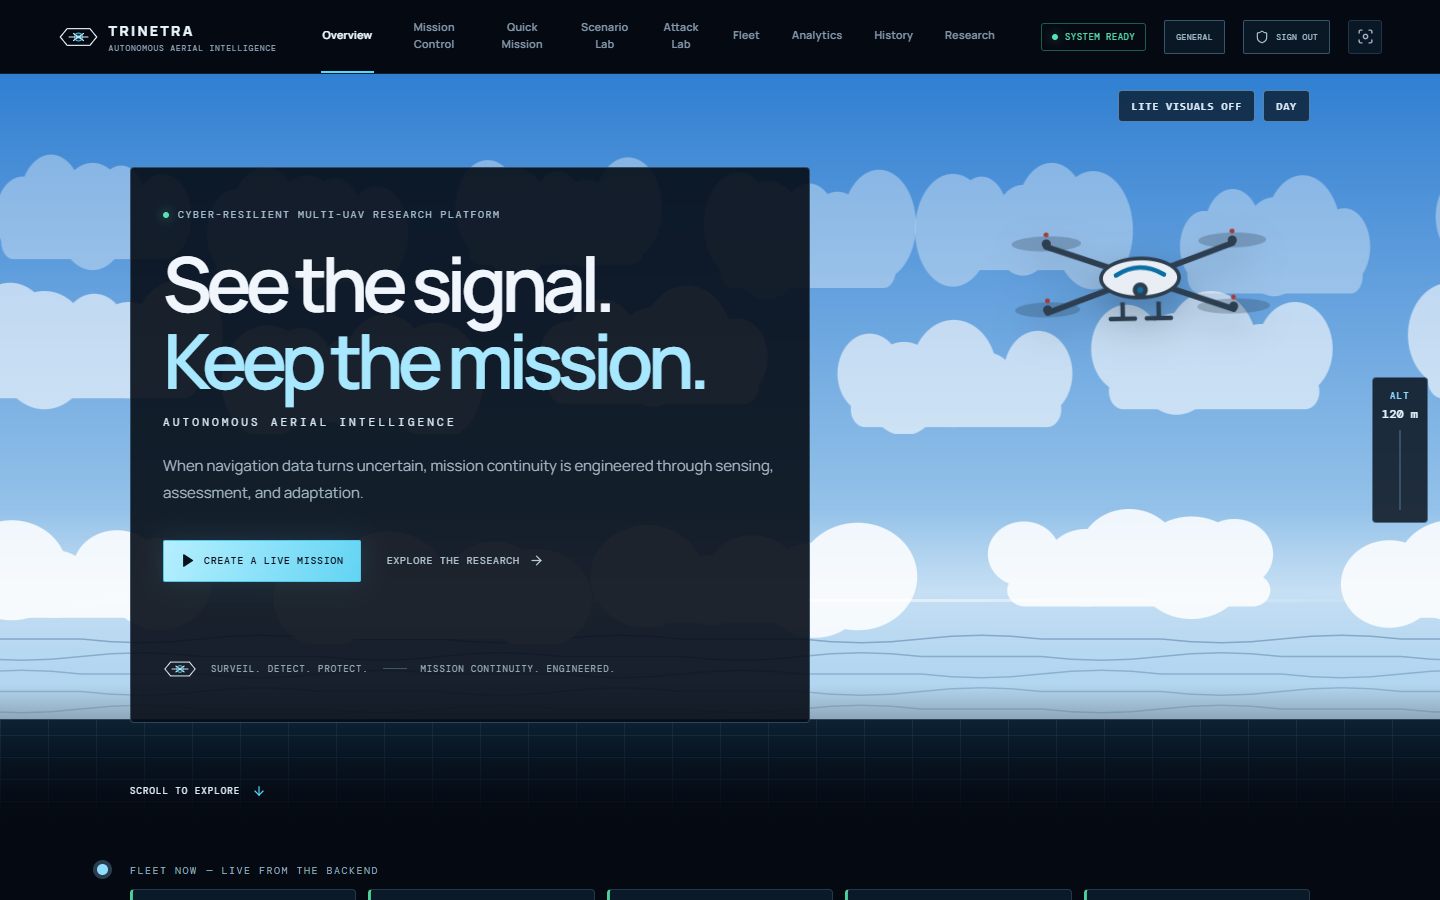 TRINETRA
AUTONOMOUS AERIAL INTELLIGENCE
Overview
Mission
Control
Quick
Mission
Scenario
Lab
Attack
Lab
Fleet
Analytics
History
Research
SYSTEM READY
GENERAL
SIGN OUT
LITE VISUALS OFF
DAY
CYBER-RESILIENT MULTI-UAV RESEARCH PLATFORM
See the signal.
Keep the mission.
AUTONOMOUS AERIAL INTELLIGENCE
When navigation data turns uncertain, mission continuity is engineered through sensing,
assessment, and adaptation.
CREATE A LIVE MISSION
EXPLORE THE RESEARCH
SURVEIL. DETECT. PROTECT.
MISSION CONTINUITY. ENGINEERED.
ALT
120 m
SCROLL TO EXPLORE
FLEET NOW — LIVE FROM THE BACKEND